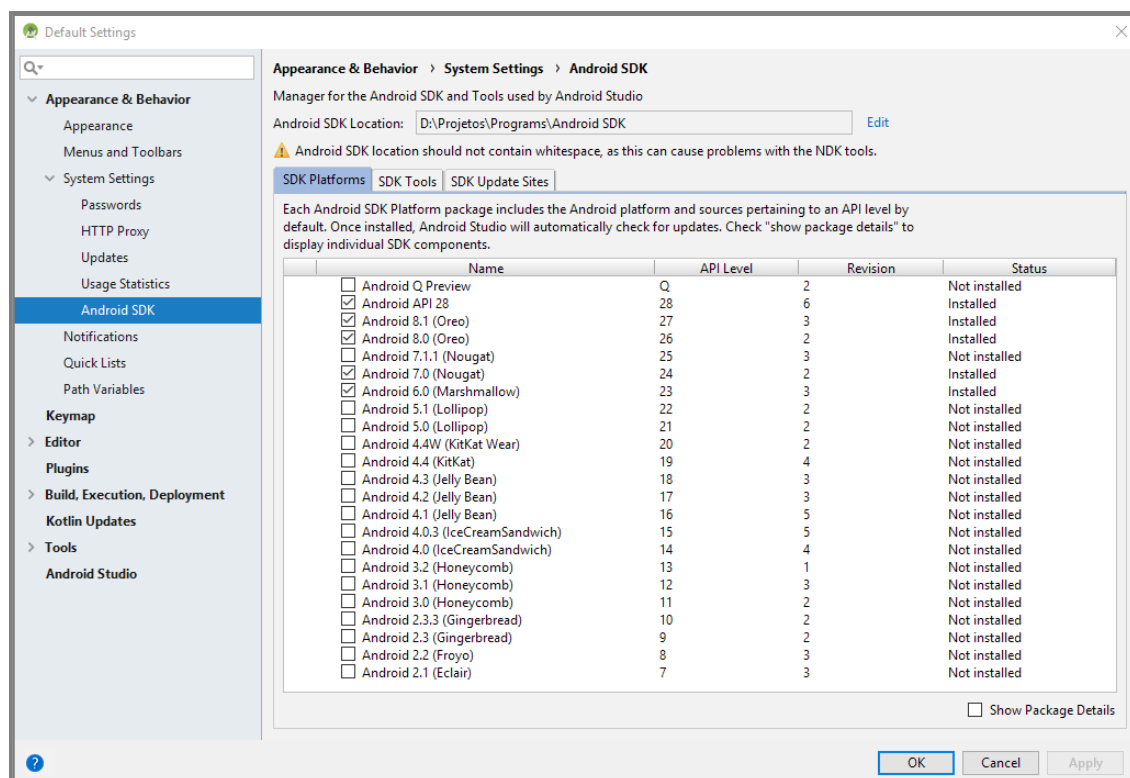 Default Settings
Appearance & Behavior
Appearance
Menus and Toolbars
System Settings
Passwords
HTTP Proxy
Updates
Usage Statistics
Android SDK
Notifications
Quick Lists
Path Variables
Keymap
Editor
Plugins
Build, Execution, Deployment
Kotlin Updates
Tools
Android Studio
Appearance & Behavior > System Settings > Android SDK
Manager for the Android SDK and Tools used by Android Studio
Android SDK Location: D:\Projetos\Programs\Android SDK Edit
Android SDK location should not contain whitespace, as this can cause problems with the NDK tools.
SDK Platforms SDK Tools SDK Update Sites
Each Android SDK Platform package includes the Android platform and sources pertaining to an API level by
default. Once installed, Android Studio will automatically check for updates. Check "show package details" to
display individual SDK components.
Name API Level Revision Status
Android Q Preview Q 2 Not installed
Android API 28 28 6 Installed
Android 8.1 (Oreo) 27 3 Installed
Android 8.0 (Oreo) 26 2 Installed
Android 7.1.1 (Nougat) 25 3 Not installed
Android 7.0 (Nougat) 24 2 Installed
Android 6.0 (Marshmallow) 23 3 Installed
Android 5.1 (Lollipop) 22 2 Not installed
Android 5.0 (Lollipop) 21 2 Not installed
Android 4.4W (KitKat Wear) 20 2 Not installed
Android 4.4 (KitKat) 19 4 Not installed
Android 4.3 (Jelly Bean) 18 3 Not installed
Android 4.2 (Jelly Bean) 17 3 Not installed
Android 4.1 (Jelly Bean) 16 5 Not installed
Android 4.0.3 (IceCreamSandwich) 15 5 Not installed
Android 4.0 (IceCreamSandwich) 14 4 Not installed
Android 3.2 (Honeycomb) 13 1 Not installed
Android 3.1 (Honeycomb) 12 3 Not installed
Android 3.0 (Honeycomb) 11 2 Not installed
Android 2.3.3 (Gingerbread) 10 2 Not installed
Android 2.3 (Gingerbread) 9 2 Not installed
Android 2.2 (Froyo) 8 3 Not installed
Android 2.1 (Eclair) 7 3 Not installed
Show Package Details
? OK Cancel Apply